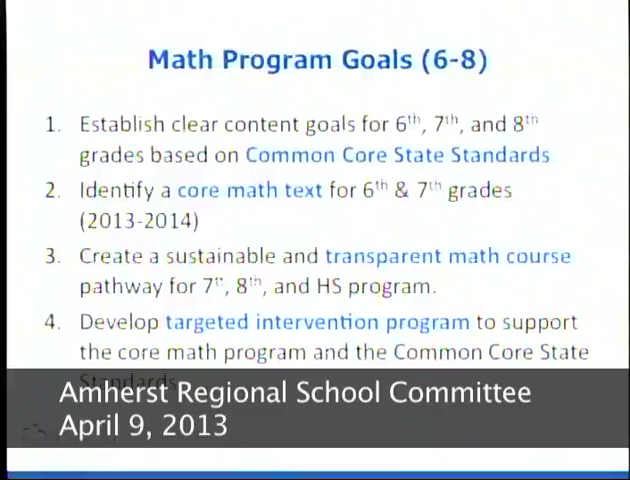 Math Program Goals (6-8)
1. Establish clear content goals for 6th, 7th, and 8th
grades based on Common Core State Standards
2. Identify a core math text for 6th & 7th grades
(2013-2014)
3. Create a sustainable and transparent math course
pathway for 7th, 8th, and HS program.
4. Develop targeted intervention program to support
the core math program and the Common Core State
Standards
Amherst Regional School Committee
April 9, 2013